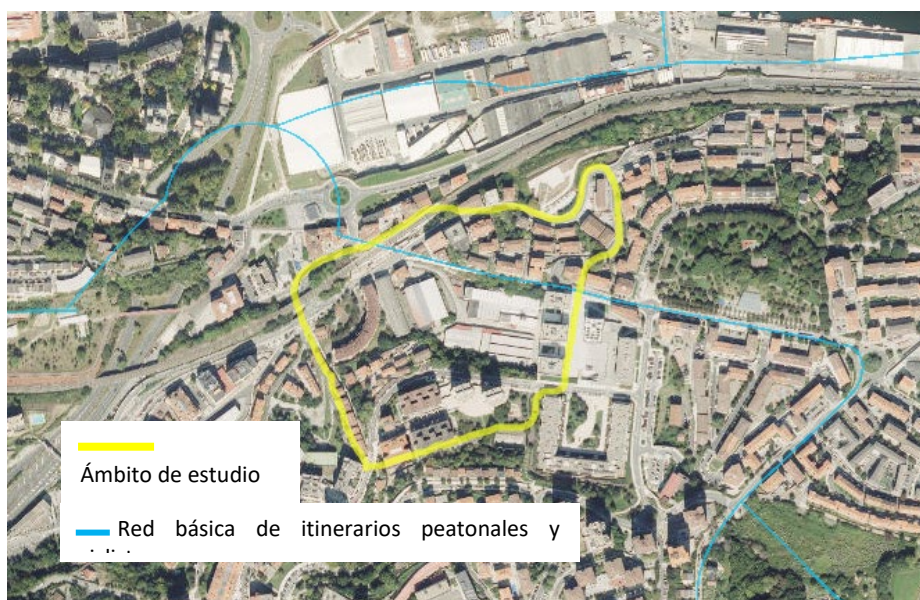 Ámbito de estudio
Red básica de itinerarios peatonales y